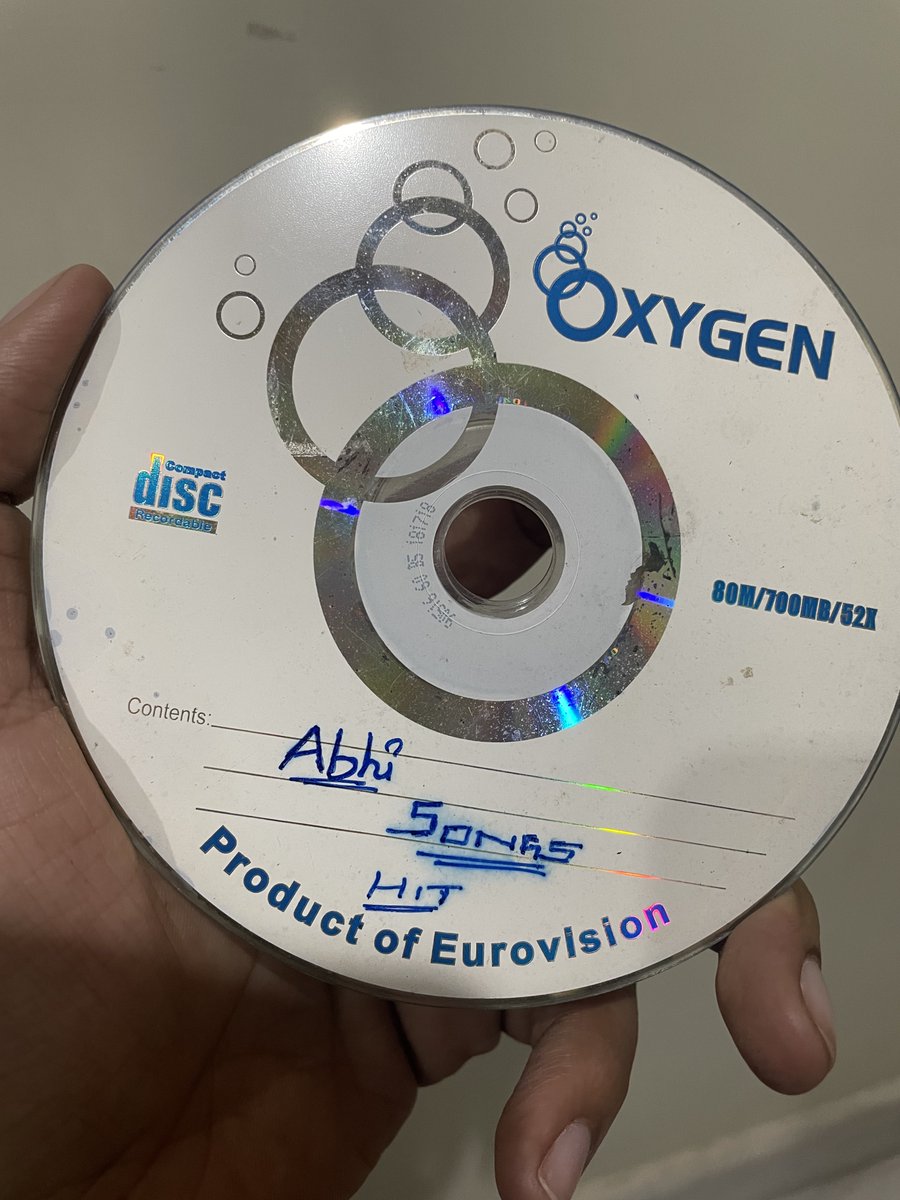 OXYGEN
Compact
disc
Recordable
80M/700MB/52X
Contents:
Abhi
SONGS
HIT
Product of Eurovision